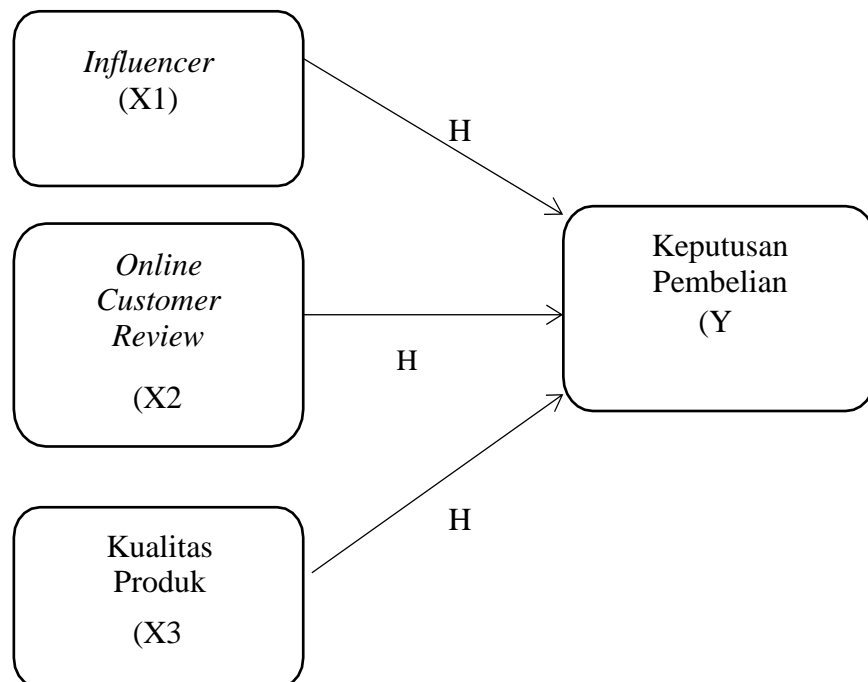 Influencer
(X1)
H
Online
Customer
Review
(X2
H
Keputusan
Pembelian
(Y
Kualitas
Produk
(X3
H